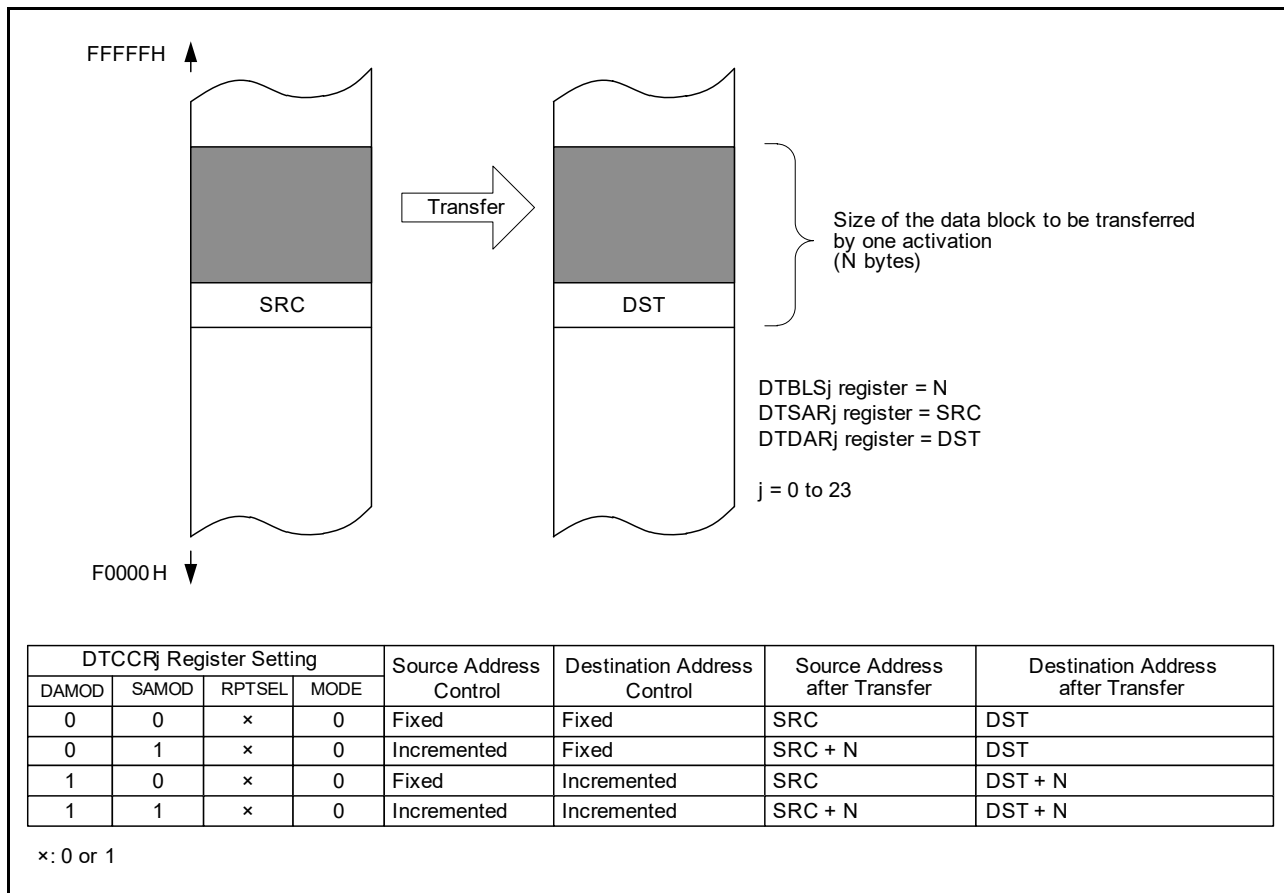 FFFFFH
Transfer
Size of the data block to be transferred
by one activation
(N bytes)
SRC
DST
DTBLSj register = N
DTSARj register = SRC
DTDARj register = DST
j = 0 to 23
F0000H
DTCCRj Register Setting
Source Address
Control
Destination Address
Control
Source Address
after Transfer
Destination Address
after Transfer
DAMOD SAMOD RPTSEL MODE
0 0 × 0 Fixed Fixed SRC DST
0 1 × 0 Incremented Fixed SRC + N DST
1 0 × 0 Fixed Incremented SRC DST + N
1 1 × 0 Incremented Incremented SRC + N DST + N
×: 0 or 1